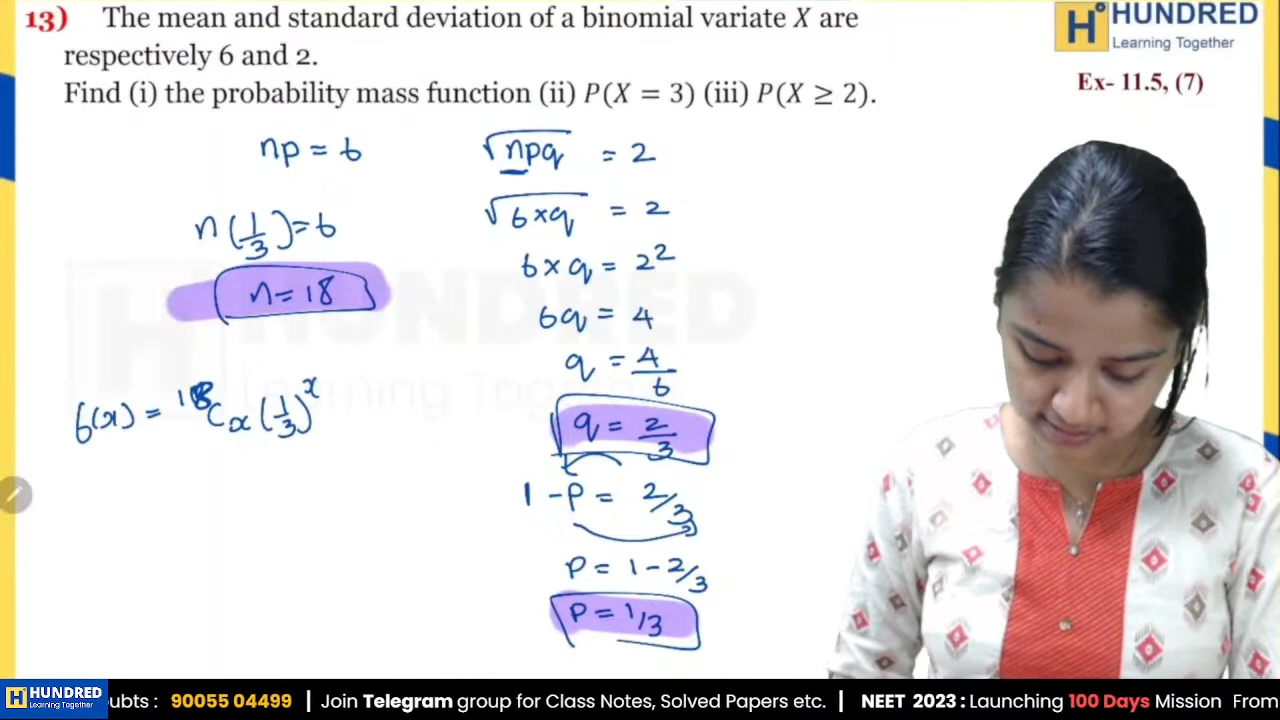 13) The mean and standard deviation of a binomial variate X are
respectively 6 and 2.
Find (i) the probability mass function (ii) P(X = 3) (iii) P(X ≥ 2).
H° HUNDRED
Learning Together
Ex- 11.5, (7)
np = 6
n(1/3) = 6
n = 18
f(x) = ¹⁸Cx (1/3)^x
√npq = 2
√6×q = 2
6 × q = 2²
6q = 4
q = 4/6
q = 2/3
1 - p = 2/3
p = 1 - 2/3
p = 1/3
HUNDRED
Learning Together
H° HUNDRED
Learning Together
ubts : 90055 04499 | Join Telegram group for Class Notes, Solved Papers etc. | NEET 2023 : Launching 100 Days Mission From